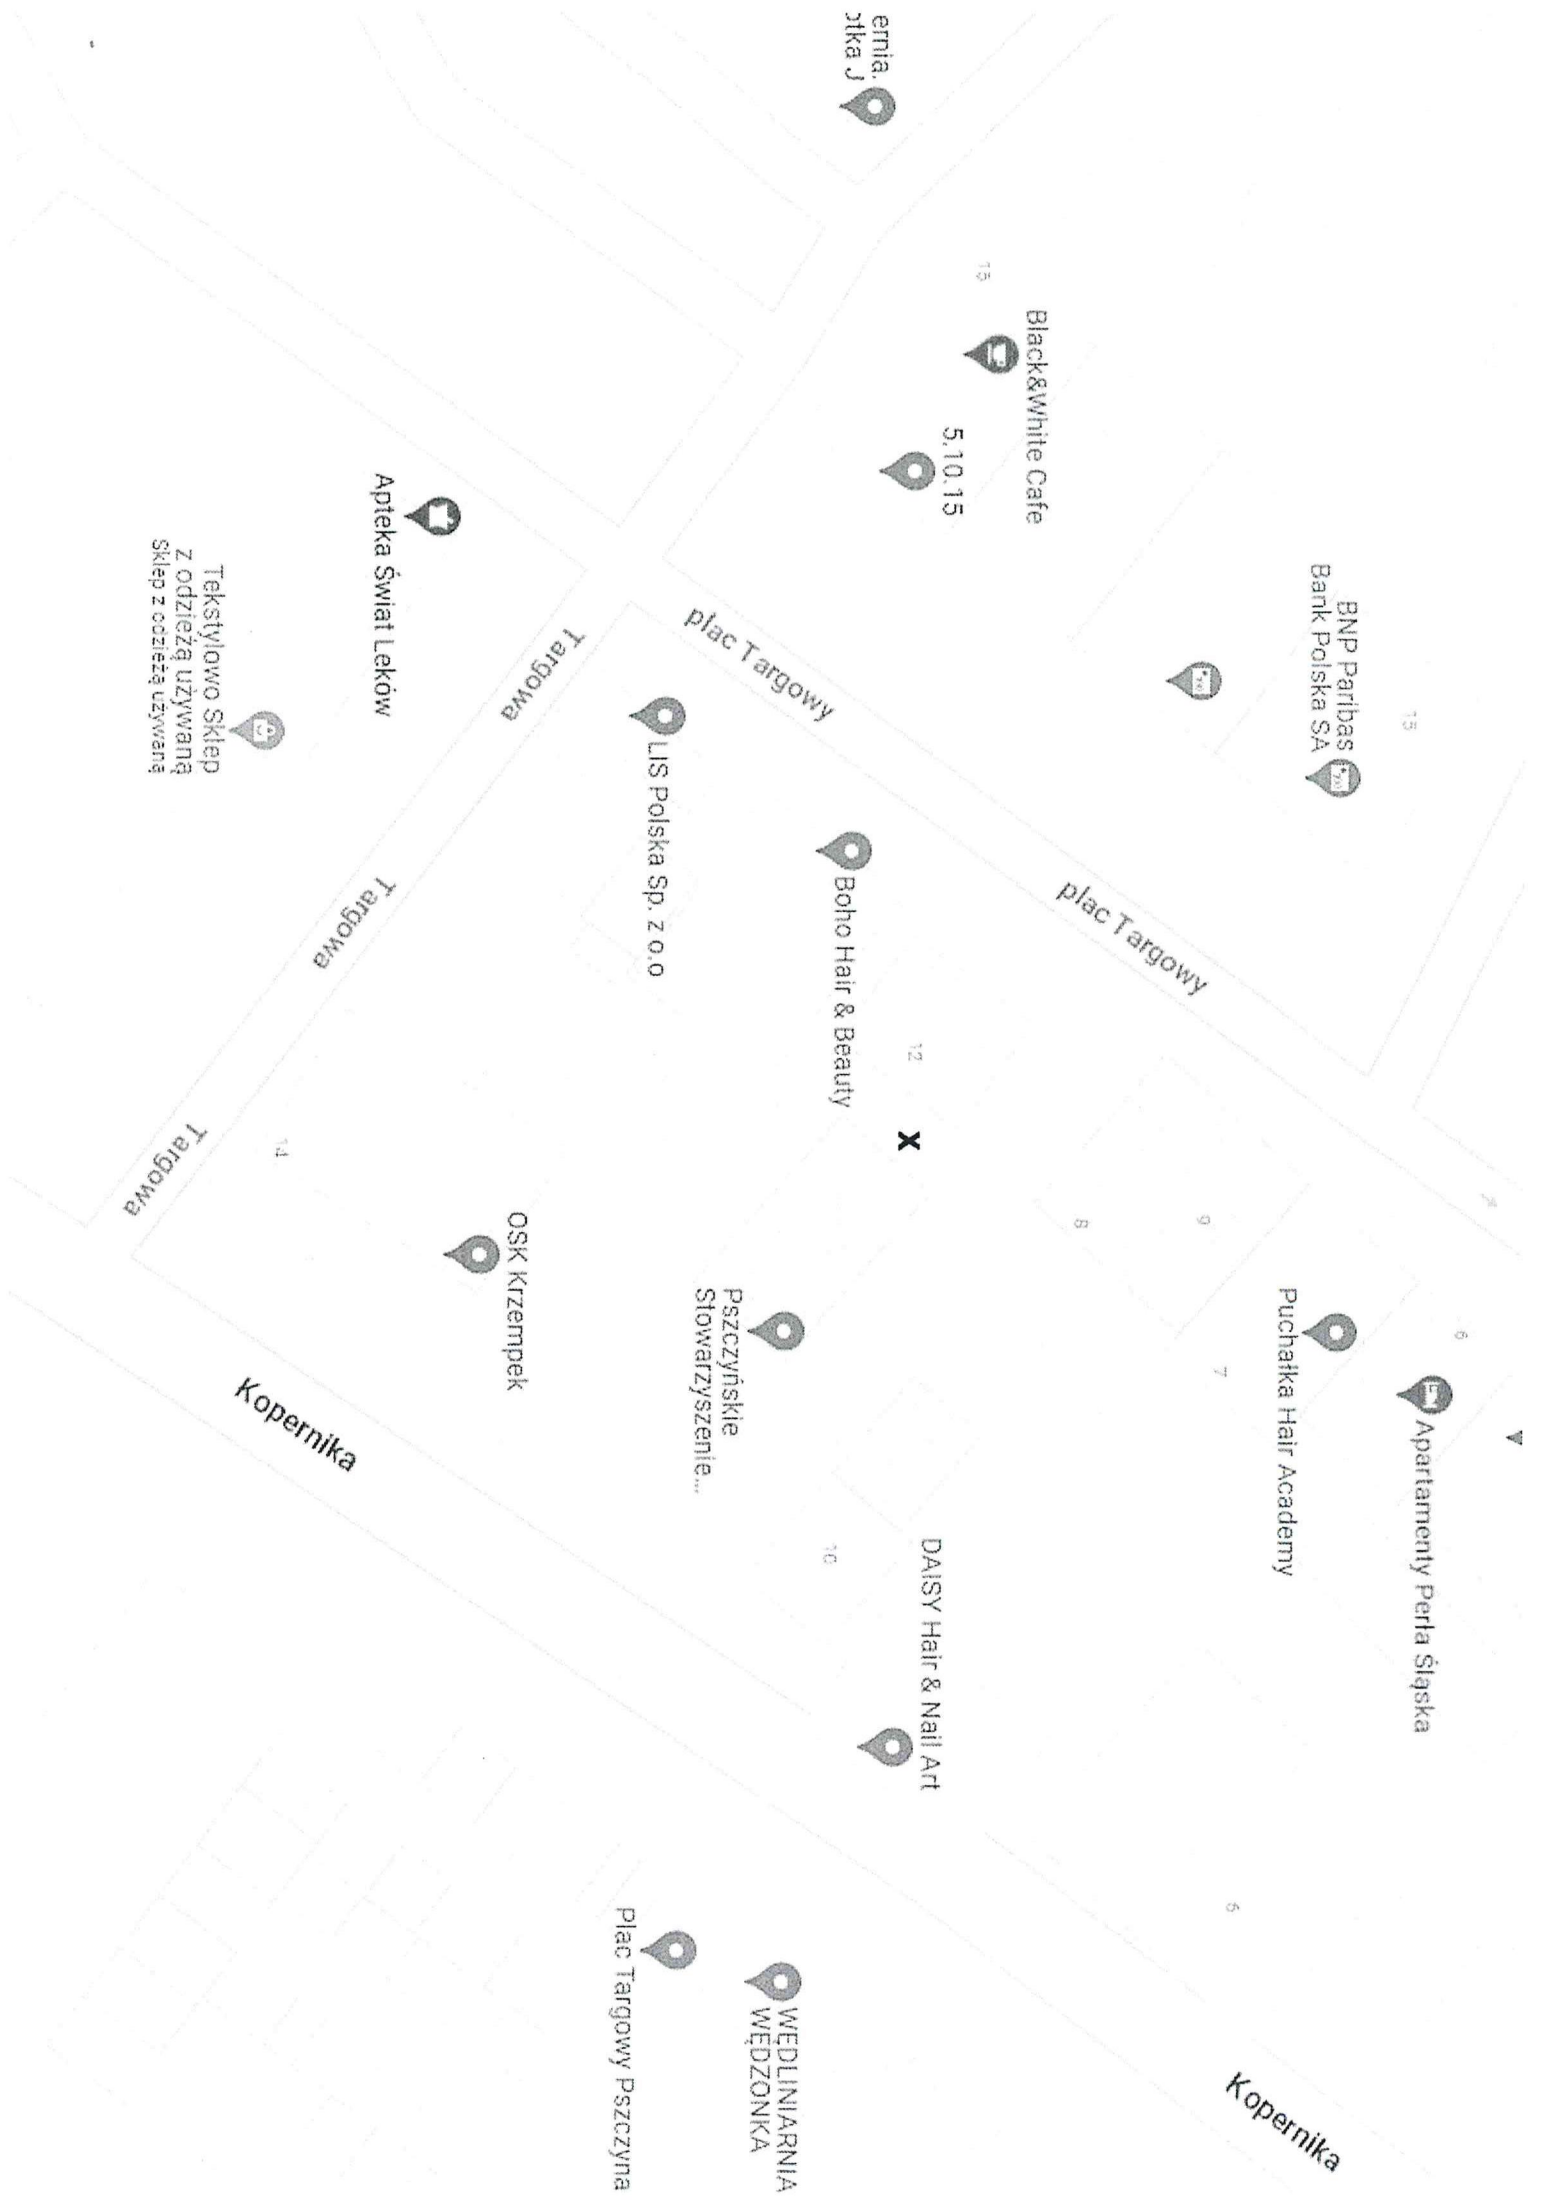 ernia.
otka J
15
Black&White Cafe
5.10.15
BNP Paribas
Bank Polska SA
15
plac Targowy
plac Targowy
Apteka Świat Leków
Tekstylowo Sklep
z odzieżą używaną
Sklep z odzieżą używaną
Targowa
Targowa
Targowa
LIS Polska Sp. z o.o
Boho Hair & Beauty
12
X
8
9
7
6
Puchałka Hair Academy
Apartamenty Perła Śląska
14
OSK Krzempek
Pszczyńskie
Stowarzyszenie...
10
DAISY Hair & Nail Art
5
Kopernika
Kopernika
WĘDLINIARNIA
WĘDZONKA
Plac Targowy Pszczyna